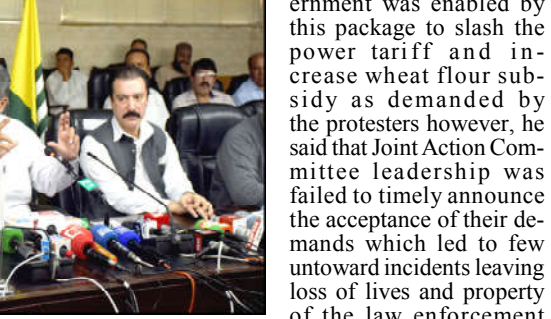 ernment was enabled by
this package to slash the
power tariff and in-
crease wheat flour sub-
sidy as demanded by
the protesters however, he
said that Joint Action Com-
mittee leadership was
failed to timely announce
the acceptance of their de-
mands which led to few
untoward incidents leaving
loss of lives and property
of the law enforcement